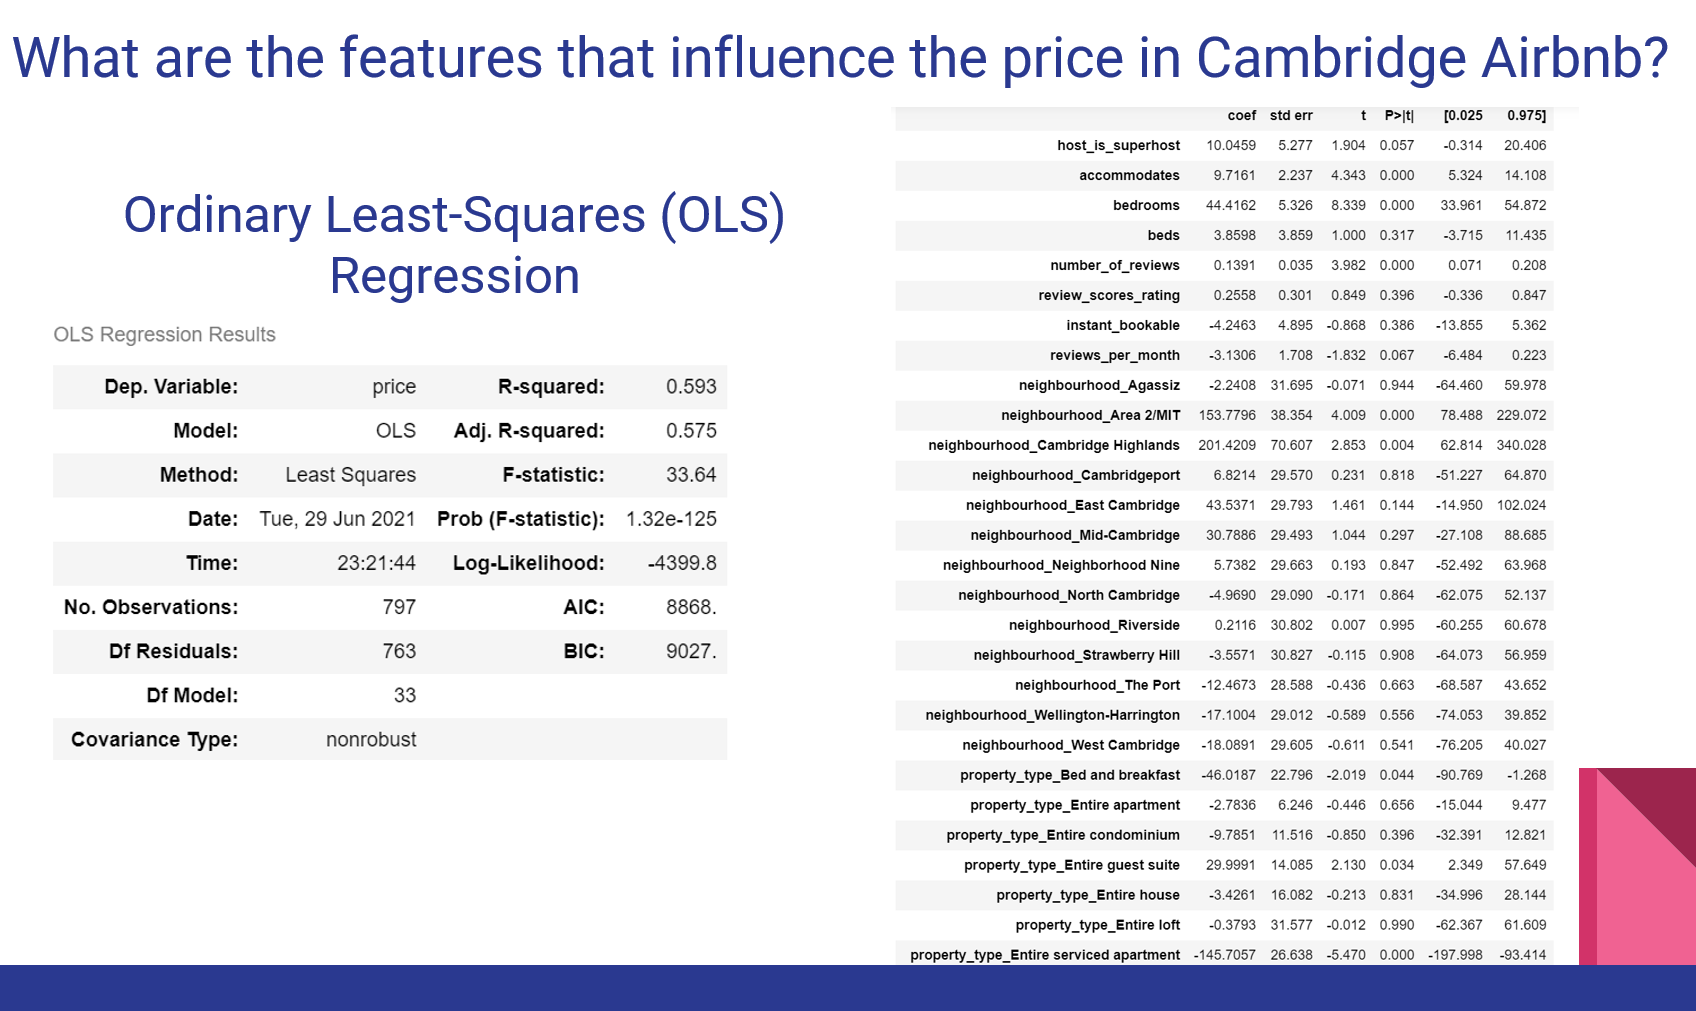 What are the features that influence the price in Cambridge Airbnb?
Ordinary Least-Squares (OLS)
Regression
OLS Regression Results
Dep. Variable: price R-squared: 0.593
Model: OLS Adj. R-squared: 0.575
Method: Least Squares F-statistic: 33.64
Date: Tue, 29 Jun 2021 Prob (F-statistic): 1.32e-125
Time: 23:21:44 Log-Likelihood: -4399.8
No. Observations: 797 AIC: 8868.
Df Residuals: 763 BIC: 9027.
Df Model: 33
Covariance Type: nonrobust
coef std err t P>|t| [0.025 0.975]
host_is_superhost 10.0459 5.277 1.904 0.057 -0.314 20.406
accommodates 9.7161 2.237 4.343 0.000 5.324 14.108
bedrooms 44.4162 5.326 8.339 0.000 33.961 54.872
beds 3.8598 3.859 1.000 0.317 -3.715 11.435
number_of_reviews 0.1391 0.035 3.982 0.000 0.071 0.208
review_scores_rating 0.2558 0.301 0.849 0.396 -0.336 0.847
instant_bookable -4.2463 4.895 -0.868 0.386 -13.855 5.362
reviews_per_month -3.1306 1.708 -1.832 0.067 -6.484 0.223
neighbourhood_Agassiz -2.2408 31.695 -0.071 0.944 -64.460 59.978
neighbourhood_Area 2/MIT 153.7796 38.354 4.009 0.000 78.488 229.072
neighbourhood_Cambridge Highlands 201.4209 70.607 2.853 0.004 62.814 340.028
neighbourhood_Cambridgeport 6.8214 29.570 0.231 0.818 -51.227 64.870
neighbourhood_East Cambridge 43.5371 29.793 1.461 0.144 -14.950 102.024
neighbourhood_Mid-Cambridge 30.7886 29.493 1.044 0.297 -27.108 88.685
neighbourhood_Neighborhood Nine 5.7382 29.663 0.193 0.847 -52.492 63.968
neighbourhood_North Cambridge -4.9690 29.090 -0.171 0.864 -62.075 52.137
neighbourhood_Riverside 0.2116 30.802 0.007 0.995 -60.255 60.678
neighbourhood_Strawberry Hill -3.5571 30.827 -0.115 0.908 -64.073 56.959
neighbourhood_The Port -12.4673 28.588 -0.436 0.663 -68.587 43.652
neighbourhood_Wellington-Harrington -17.1004 29.012 -0.589 0.556 -74.053 39.852
neighbourhood_West Cambridge -18.0891 29.605 -0.611 0.541 -76.205 40.027
property_type_Bed and breakfast -46.0187 22.796 -2.019 0.044 -90.769 -1.268
property_type_Entire apartment -2.7836 6.246 -0.446 0.656 -15.044 9.477
property_type_Entire condominium -9.7851 11.516 -0.850 0.396 -32.391 12.821
property_type_Entire guest suite 29.9991 14.085 2.130 0.034 2.349 57.649
property_type_Entire house -3.4261 16.082 -0.213 0.831 -34.996 28.144
property_type_Entire loft -0.3793 31.577 -0.012 0.990 -62.367 61.609
property_type_Entire serviced apartment -145.7057 26.638 -5.470 0.000 -197.998 -93.414